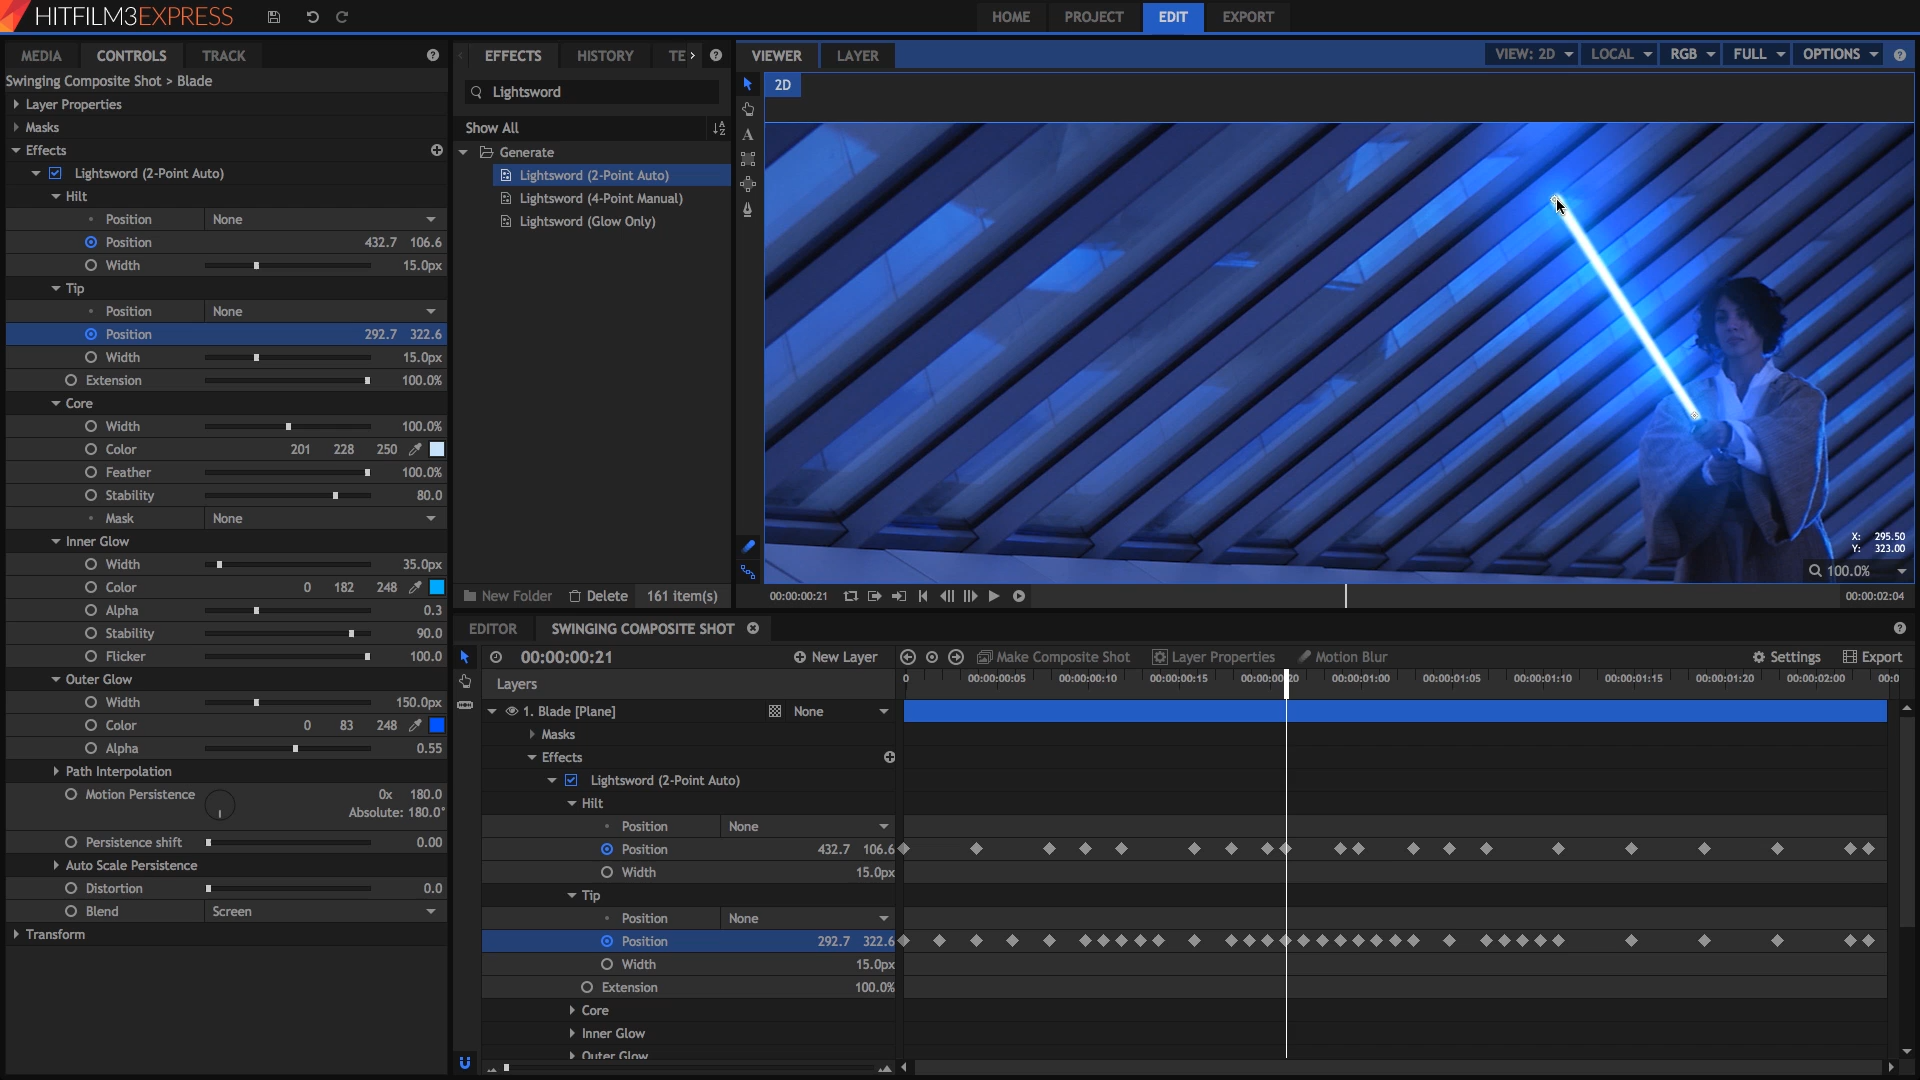 HITFILM3EXPRESS
HOME PROJECT EDIT EXPORT
MEDIA CONTROLS TRACK
Swinging Composite Shot > Blade
Layer Properties
Masks
Effects
Lightsword (2-Point Auto)
Hilt
Position None
Position 432.7 106.6
Width 15.0px
Tip
Position None
Position 292.7 322.6
Width 15.0px
Extension 100.0%
Core
Width 100.0%
Color 201 228 250
Feather 100.0%
Stability 80.0
Mask None
Inner Glow
Width 35.0px
Color 0 182 248
Alpha 0.3
Stability 90.0
Flicker 100.0
Outer Glow
Width 150.0px
Color 0 83 248
Alpha 0.55
Path Interpolation
Motion Persistence 0x 180.0
Absolute: 180.0°
Persistence shift 0.00
Auto Scale Persistence
Distortion 0.0
Blend Screen
Transform
EFFECTS HISTORY TE
Lightsword
Show All
Generate
Lightsword (2-Point Auto)
Lightsword (4-Point Manual)
Lightsword (Glow Only)
New Folder Delete 161 item(s)
VIEWER LAYER VIEW: 2D LOCAL RGB FULL OPTIONS
2D
X: 295.50
Y: 323.00
100.0%
00:00:00:21 00:00:02:04
EDITOR SWINGING COMPOSITE SHOT
00:00:00:21 New Layer Make Composite Shot Layer Properties Motion Blur Settings Export
Layers 0 00:00:00:05 00:00:00:10 00:00:00:15 00:00:00:20 00:00:01:00 00:00:01:05 00:00:01:10 00:00:01:15 00:00:01:20 00:00:02:00 00:0
1. Blade [Plane] None
Masks
Effects
Lightsword (2-Point Auto)
Hilt
Position None
Position 432.7 106.6
Width 15.0px
Tip
Position None
Position 292.7 322.6
Width 15.0px
Extension 100.0%
Core
Inner Glow
Outer Glow